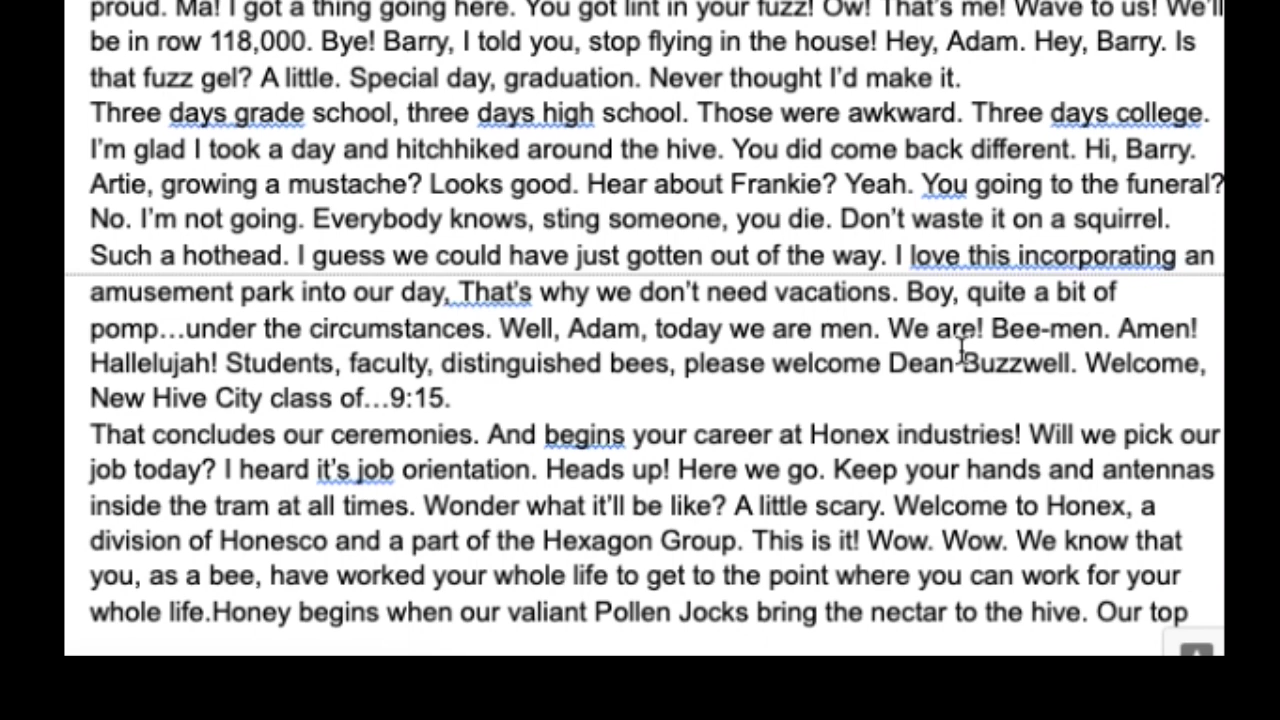 proud. Ma! I got a thing going here. You got lint in your fuzz! Ow! That's me! Wave to us! We'll
be in row 118,000. Bye! Barry, I told you, stop flying in the house! Hey, Adam. Hey, Barry. Is
that fuzz gel? A little. Special day, graduation. Never thought I'd make it.
Three days grade school, three days high school. Those were awkward. Three days college.
I'm glad I took a day and hitchhiked around the hive. You did come back different. Hi, Barry.
Artie, growing a mustache? Looks good. Hear about Frankie? Yeah. You going to the funeral?
No. I'm not going. Everybody knows, sting someone, you die. Don't waste it on a squirrel.
Such a hothead. I guess we could have just gotten out of the way. I love this incorporating an
amusement park into our day, That's why we don't need vacations. Boy, quite a bit of
pomp…under the circumstances. Well, Adam, today we are men. We are! Bee-men. Amen!
Hallelujah! Students, faculty, distinguished bees, please welcome Dean Buzzwell. Welcome,
New Hive City class of…9:15.
That concludes our ceremonies. And begins your career at Honex industries! Will we pick our
job today? I heard it's job orientation. Heads up! Here we go. Keep your hands and antennas
inside the tram at all times. Wonder what it'll be like? A little scary. Welcome to Honex, a
division of Honesco and a part of the Hexagon Group. This is it! Wow. Wow. We know that
you, as a bee, have worked your whole life to get to the point where you can work for your
whole life.Honey begins when our valiant Pollen Jocks bring the nectar to the hive. Our top